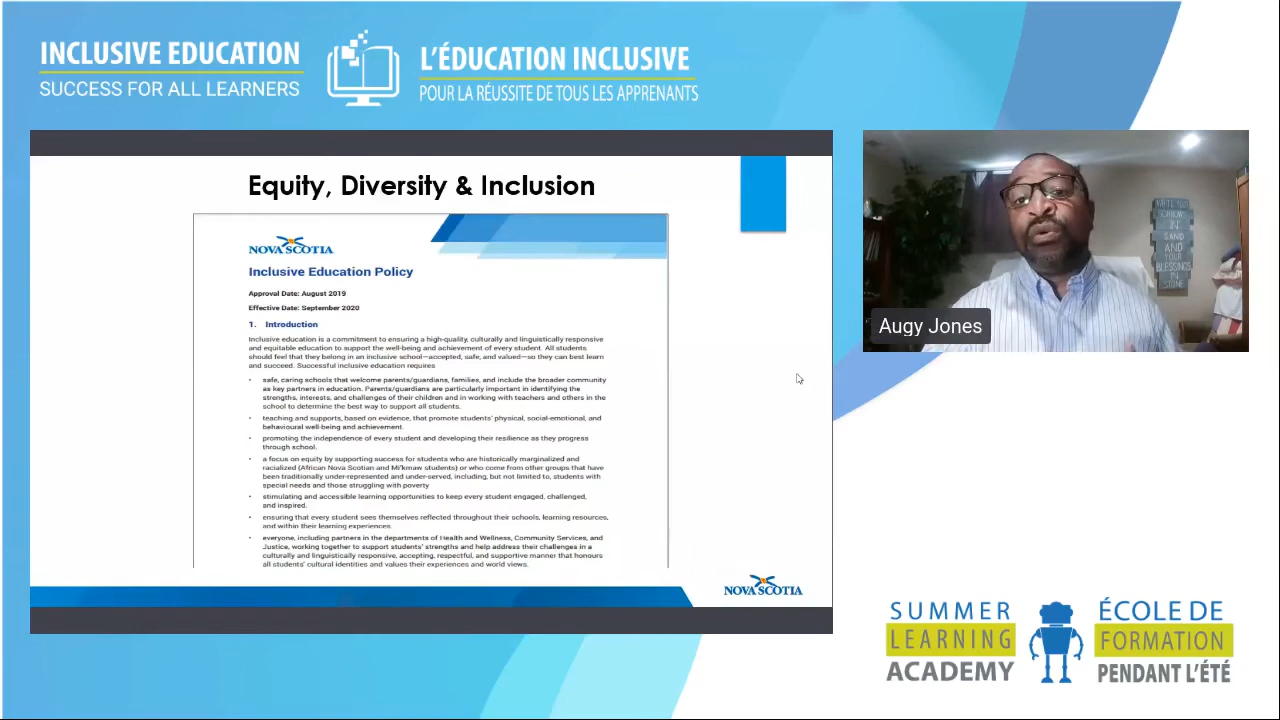 INCLUSIVE EDUCATION
SUCCESS FOR ALL LEARNERS
L'ÉDUCATION INCLUSIVE
POUR LA RÉUSSITE DE TOUS LES APPRENANTS
Equity, Diversity & Inclusion
NOVA SCOTIA
Inclusive Education Policy
Approval Date: August 2019
Effective Date: September 2020
1. Introduction
Inclusive education is a commitment to ensuring a high-quality, culturally and linguistically responsive
and equitable education to support the well-being and achievement of every student. All students
should feel that they belong in an inclusive school—accepted, safe, and valued—so they can best learn
and succeed. Successful inclusive education requires
• safe, caring schools that welcome parents/guardians, families, and include the broader community
as key partners in education. Parents/guardians are particularly important in identifying the
strengths, interests, and challenges of their children and in working with teachers and others in the
school to determine the best way to support all students.
• teaching and supports, based on evidence, that promote students' physical, social-emotional, and
behavioural well-being and achievement.
• promoting the independence of every student and developing their resilience as they progress
through school.
• a focus on equity by supporting success for students who are historically marginalized and
racialized (African Nova Scotian and Mi'kmaw students) or who come from other groups that have
been traditionally under-represented and under-served, including, but not limited to, students with
special needs and those struggling with poverty
• stimulating and accessible learning opportunities to keep every student engaged, challenged,
and inspired.
• ensuring that every student sees themselves reflected throughout their schools, learning resources,
and within their learning experiences.
• everyone, including partners in the departments of Health and Wellness, Community Services, and
Justice, working together to support students' strengths and help address their challenges in a
culturally and linguistically responsive, accepting, respectful, and supportive manner that honours
all students' cultural identities and values their experiences and world views.
NOVA SCOTIA
WRITE YOUR
SORROW
IN
SAND
AND
YOUR
BLESSINGS
IN
STONE
Augy Jones
SUMMER
LEARNING
ACADEMY
ÉCOLE DE
FORMATION
PENDANT L'ÉTÉ